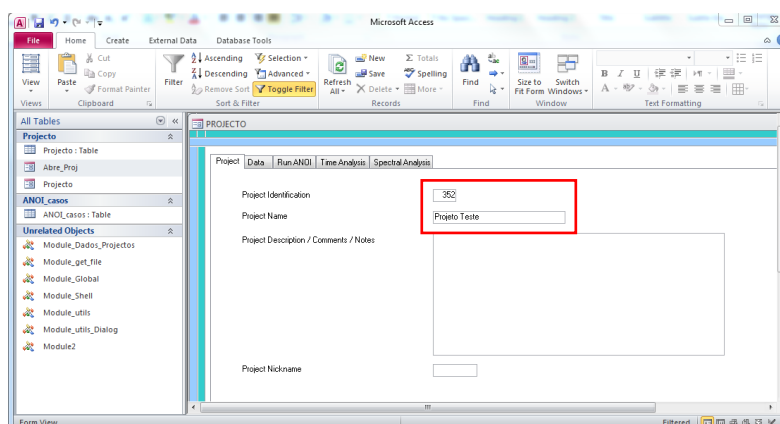 Microsoft Access
File Home Create External Data Database Tools
View
Views
Paste
Cut
Copy
Format Painter
Clipboard
Filter
Ascending
Descending
Remove Sort
Selection
Advanced
Toggle Filter
Sort & Filter
Refresh All
New
Save
Delete
Totals
Spelling
More
Records
Find
Find
Size to Fit Form
Switch Windows
Window
B I U
A
Text Formatting
All Tables
Projecto
Projecto : Table
Abre_Proj
Projecto
ANOI_casos
ANOI_casos : Table
Unrelated Objects
Module_Dados_Projectos
Module_get_file
Module_Global
Module_Shell
Module_utils
Module_utils_Dialog
Module2
PROJECTO
Project Data Run ANOI Time Analysis Spectral Analysis
Project Identification 352
Project Name Projeto Teste
Project Description / Comments / Notes
Project Nickname
Form View Filtered